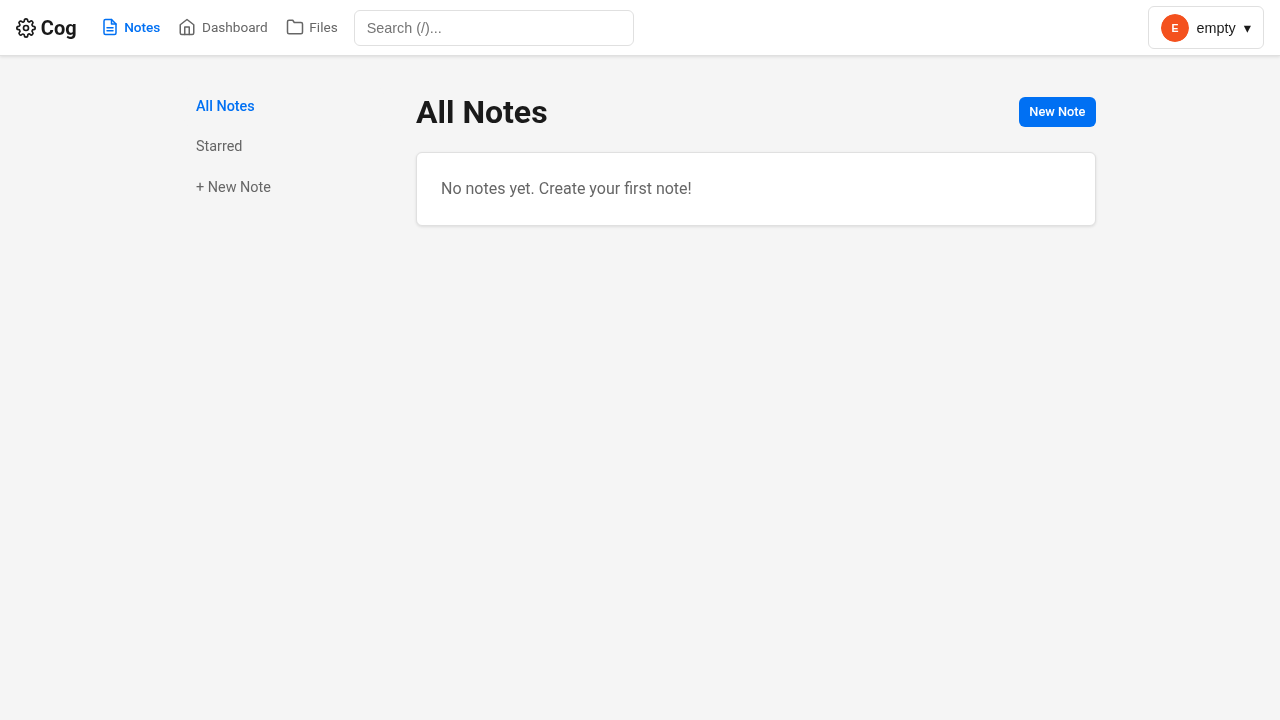 Cog
Notes
Dashboard
Files
Search (/)...
E
empty ▾
All Notes
Starred
+ New Note
All Notes
New Note
No notes yet. Create your first note!